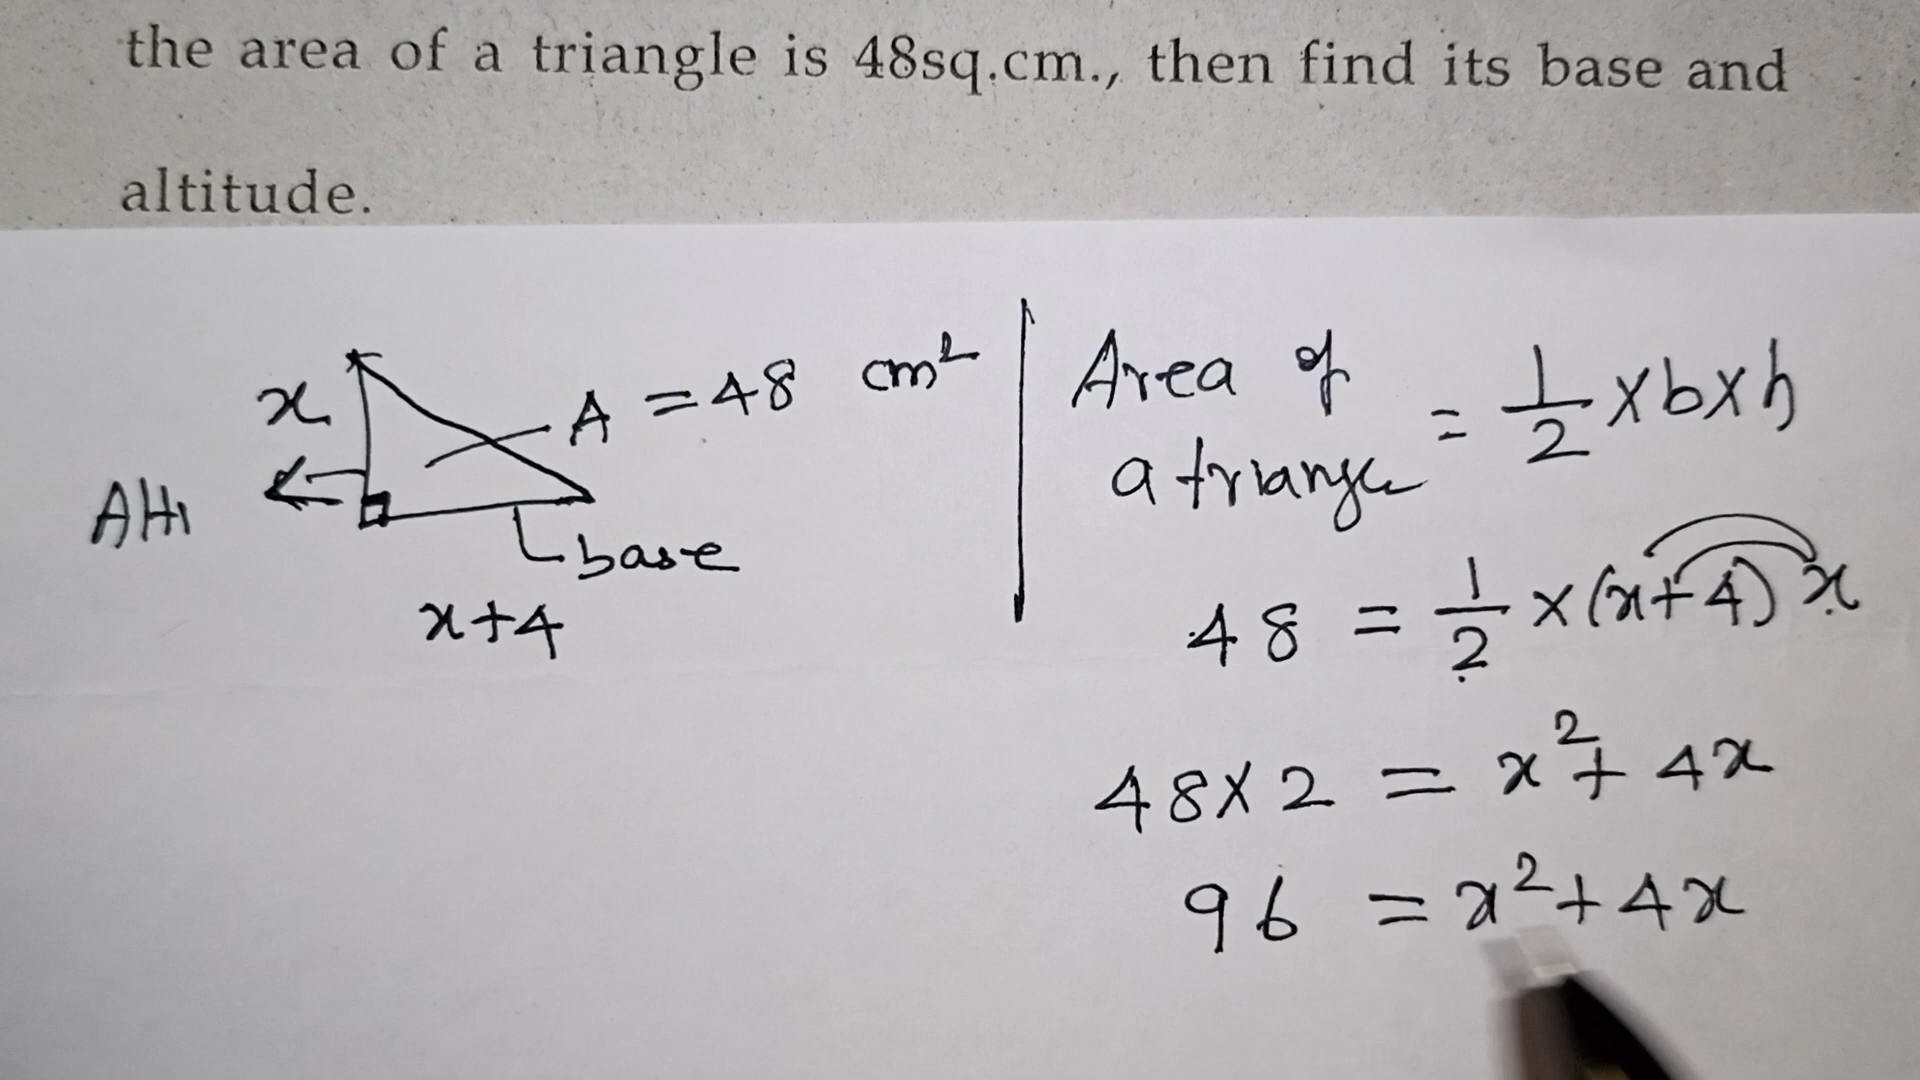 the area of a triangle is 48sq.cm., then find its base and
altitude.
x
A = 48 cm²
Alti
base
x+4
Area of
a triangle = 1/2 × b × h
48 = 1/2 × (x+4) x
48 × 2 = x² + 4x
96 = x² + 4x